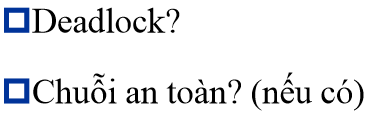 Deadlock?
Chuỗi an toàn? (nếu có)